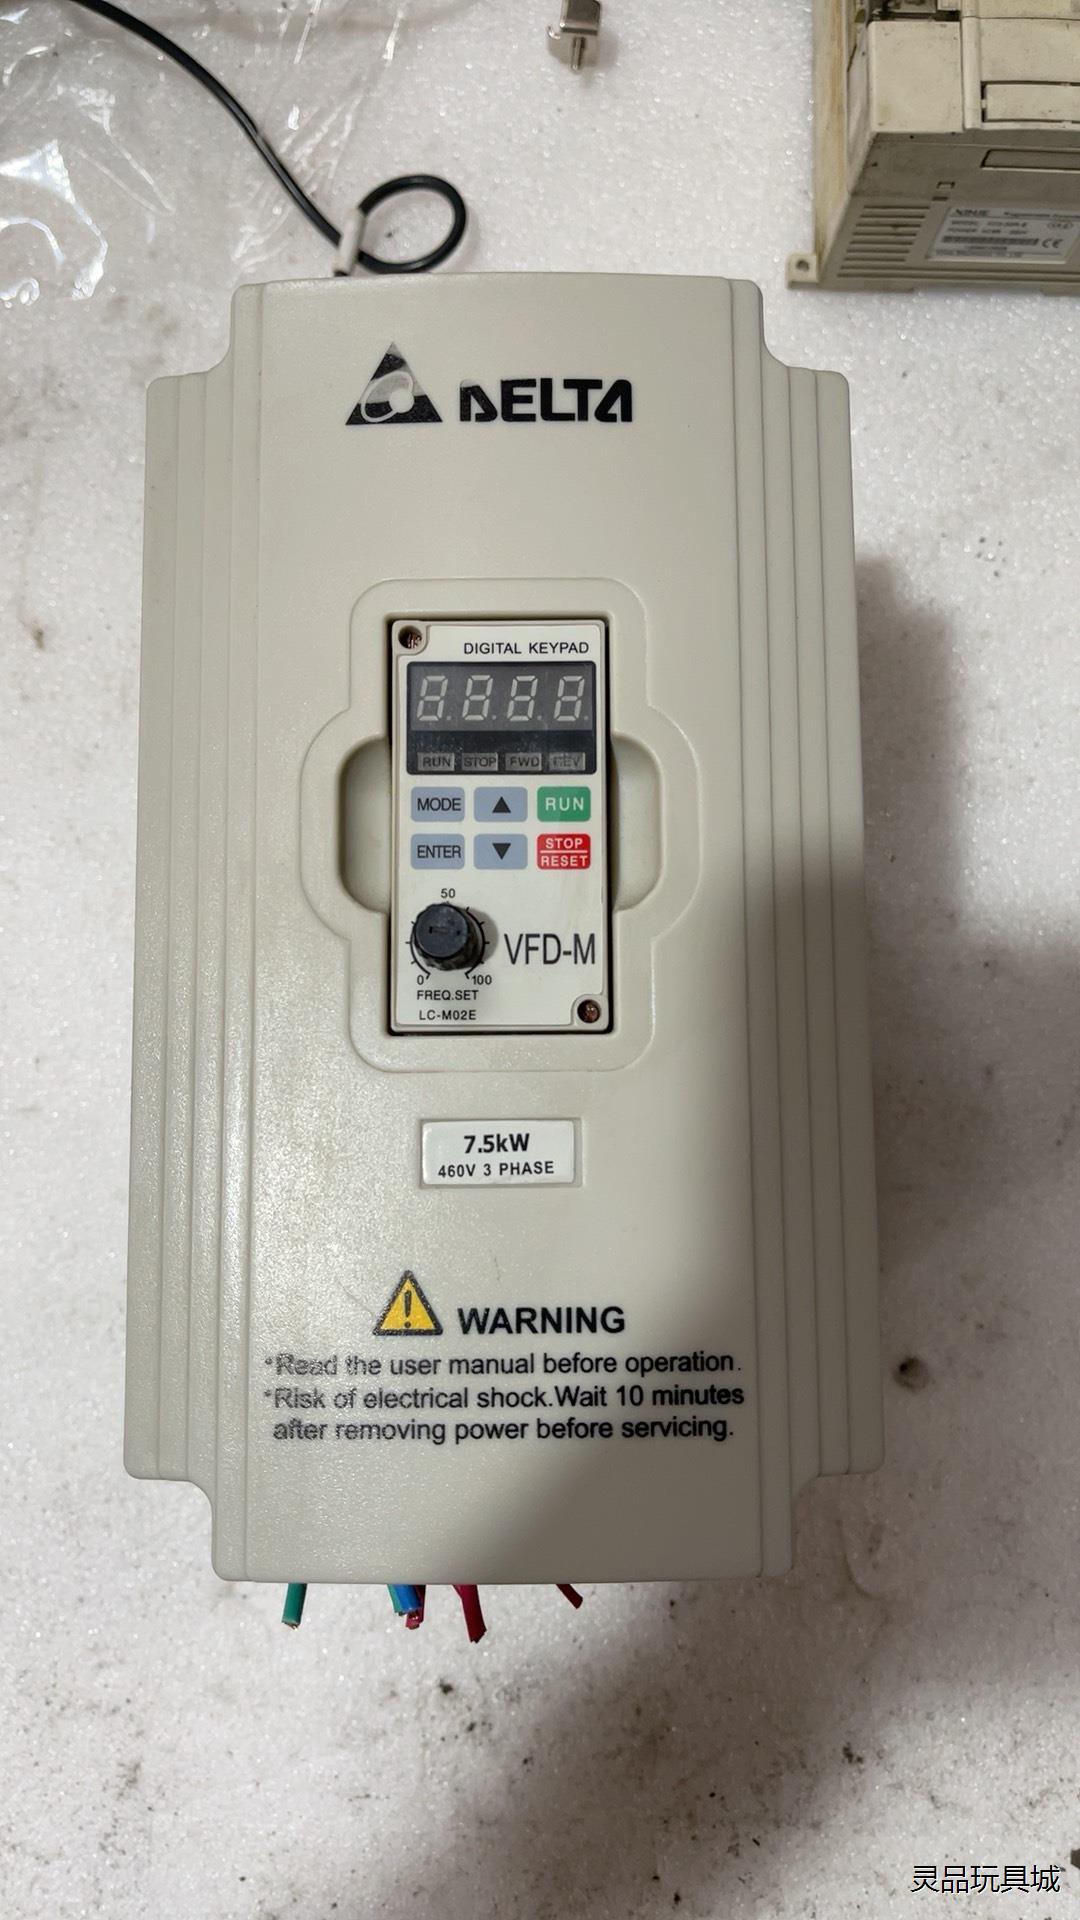 XINJE
DELTA
DIGITAL KEYPAD
RUN STOP FWD REV
MODE ▲ RUN
ENTER ▼ STOP
RESET
50
0 100
VFD-M
FREQ.SET
LC-M02E
7.5kW
460V 3 PHASE
WARNING
*Read the user manual before operation.
*Risk of electrical shock.Wait 10 minutes
after removing power before servicing.
灵品玩具城